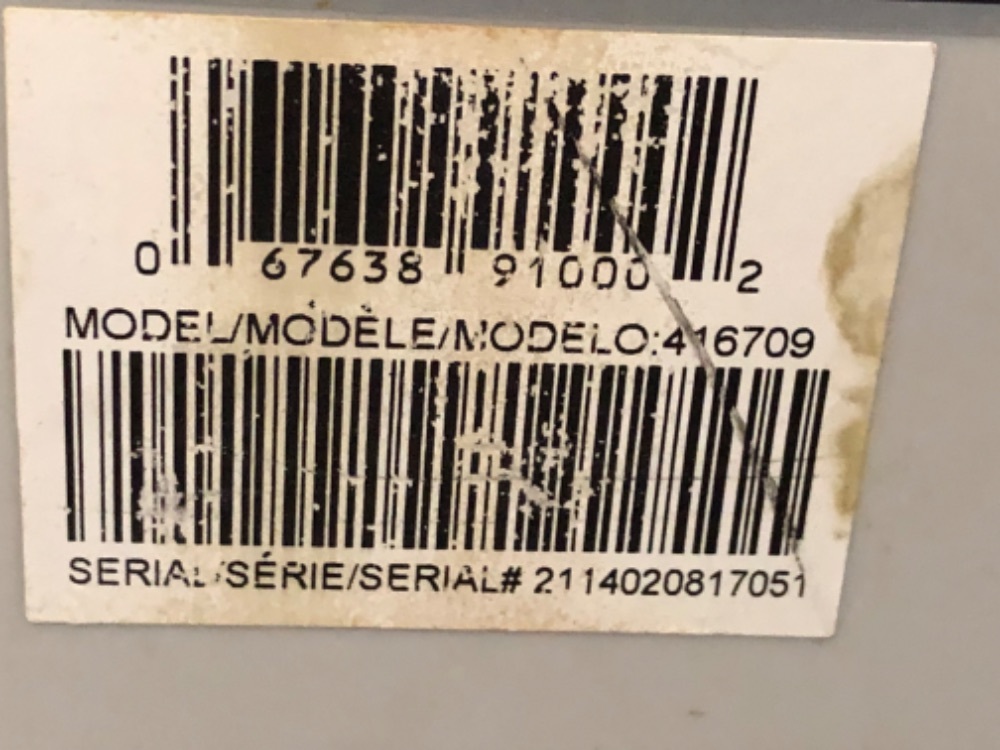 0 67638 91000 2
MODEL/MODÈLE/MODELO:416709
SERIAL/SÉRIE/SERIAL# 2114020817051